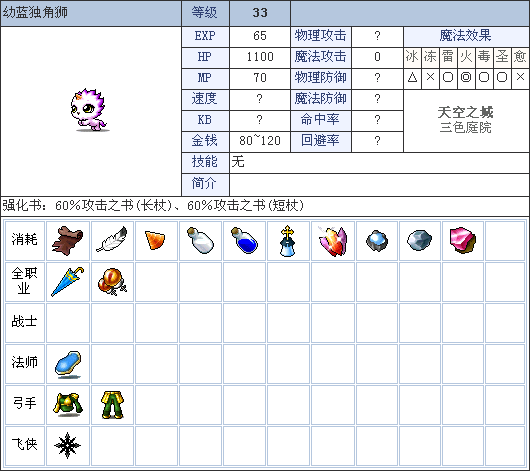 幼蓝独角狮 等级 33
EXP 65 物理攻击 ? 魔法效果
HP 1100 魔法攻击 0 冰 冻 雷 火 毒 圣 愈
MP 70 物理防御 ? △ × ○ ◎ ○ ○ ×
速度 ? 魔法防御 ? 天空之城
KB ? 命中率 ? 三色庭院
金钱 80~120 回避率 ?
技能 无
简介
强化书：60%攻击之书(长杖)、60%攻击之书(短杖)
消耗
全职业
战士
法师
弓手
飞侠